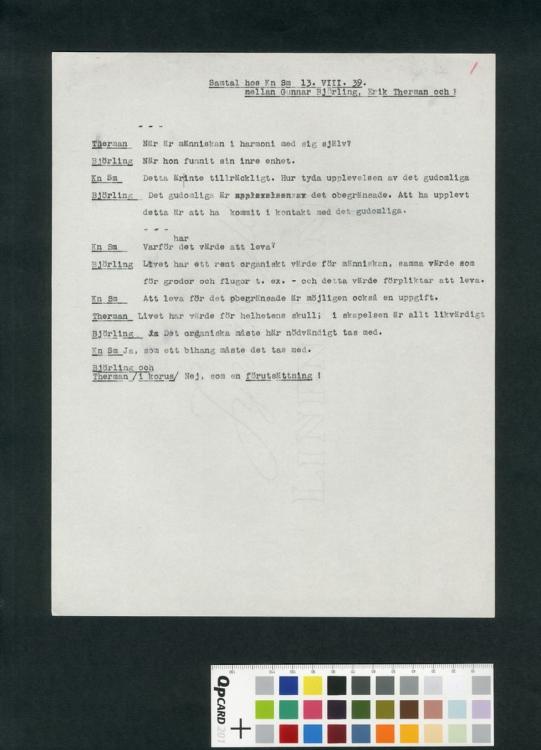 1
Samtal hos Kn Sm 13. VIII. 39.
mellan Gunnar Björling, Erik Therman och !
- - -
Therman När är människan i harmoni med sig själv?
Björling När hon funnit sin inre enhet.
Kn Sm Detta är inte tillräckligt. Hur tyda upplevelsen av det gudomliga
Björling Det gudomliga är det obegränsade. Att ha upplevt
detta är att ha kommit i kontakt med det gudomliga.
- - -
har
Kn Sm Varför det värde att leva?
Björling Livet har ett rent organiskt värde för människan, samma värde som
för grodor och flugor t. ex. - och detta värde förpliktar att leva.
Kn Sm Att leva för det obegränsade är möjligen också en uppgift.
Therman Livet har värde för helhetens skull; i skapelsen är allt likvärdigt
Björling Ja Det organiska måste här nödvändigt tas med.
Kn Sm Ja, som ett bihang måste det tas med.
Björling och
Therman /i korus/ Nej, som en förutsättning !
QPCARD 201